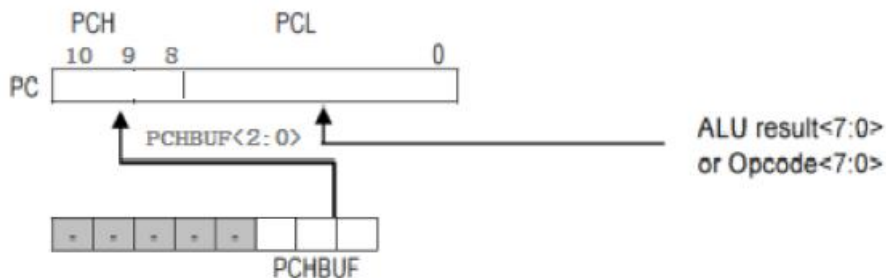 PCH PCL
10 9 8 0
PC
PCHBUF<2:0>
ALU result<7:0>
or Opcode<7:0>
- - - - -
PCHBUF